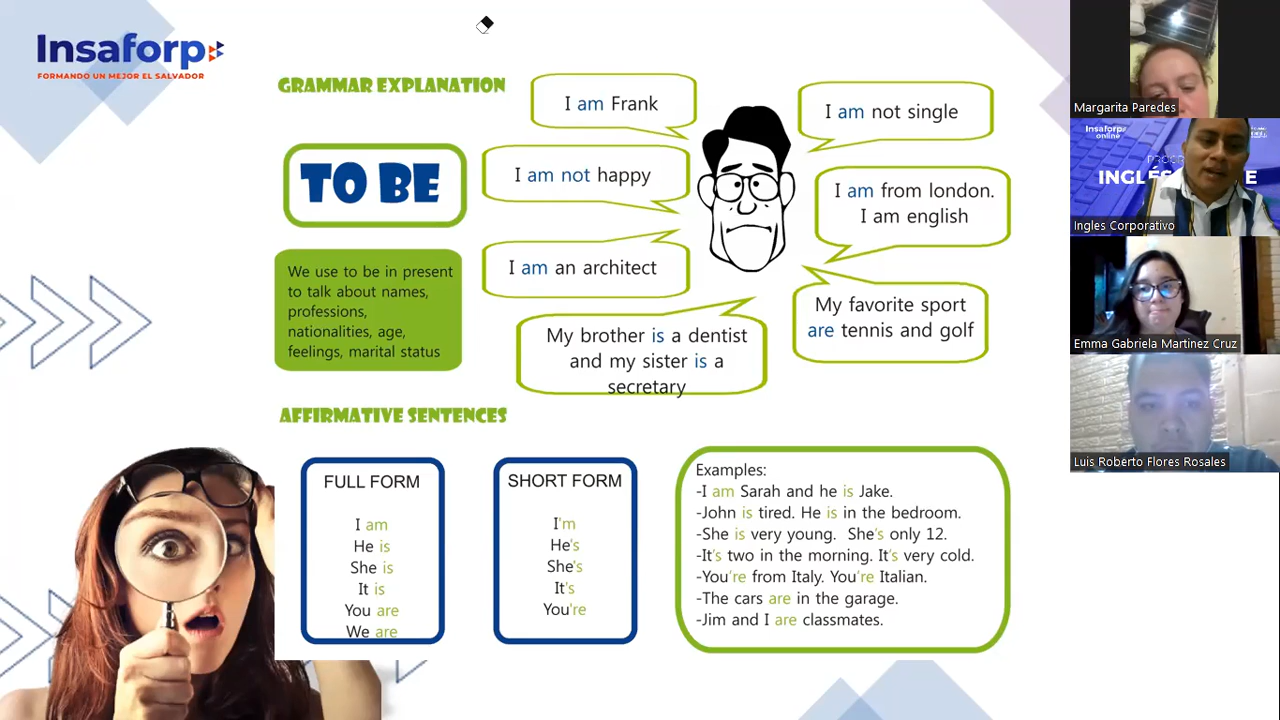 Insaforp
FORMANDO UN MEJOR EL SALVADOR
GRAMMAR EXPLANATION
TO BE
We use to be in present
to talk about names,
professions,
nationalities, age,
feelings, marital status
I am Frank
I am not happy
I am an architect
My brother is a dentist
and my sister is a
secretary
I am not single
I am from london.
I am english
My favorite sport
are tennis and golf
AFFIRMATIVE SENTENCES
FULL FORM
I am
He is
She is
It is
You are
We are
SHORT FORM
I'm
He's
She's
It's
You're
Examples:
-I am Sarah and he is Jake.
-John is tired. He is in the bedroom.
-She is very young. She's only 12.
-It's two in the morning. It's very cold.
-You're from Italy. You're Italian.
-The cars are in the garage.
-Jim and I are classmates.
Margarita Paredes
Insaforp
online
INGLÉS
E
Ingles Corporativo
Emma Gabriela Martinez Cruz
Luis Roberto Flores Rosales